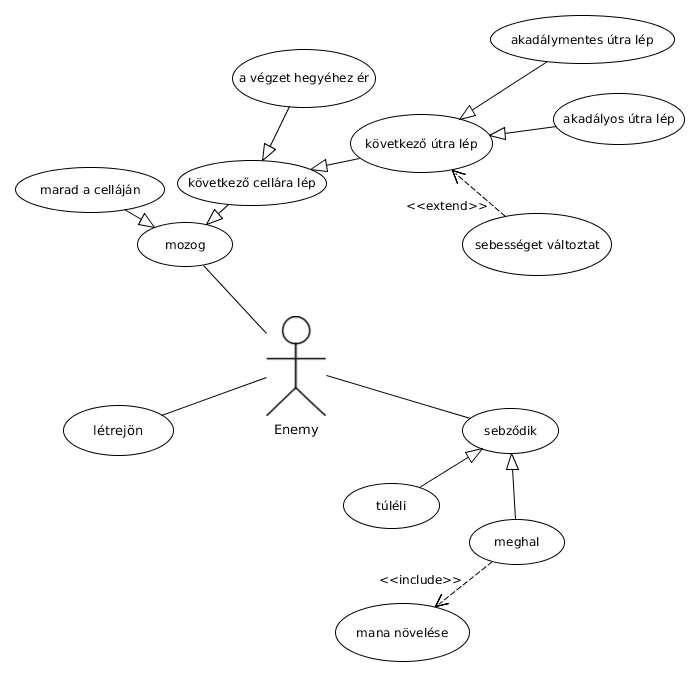 akadálymentes útra lép
a végzet hegyéhez ér
akadályos útra lép
következő útra lép
következő cellára lép
marad a celláján
<<extend>>
mozog
sebességet változtat
Enemy
létrejön
sebződik
túléli
meghal
<<include>>
mana növelése